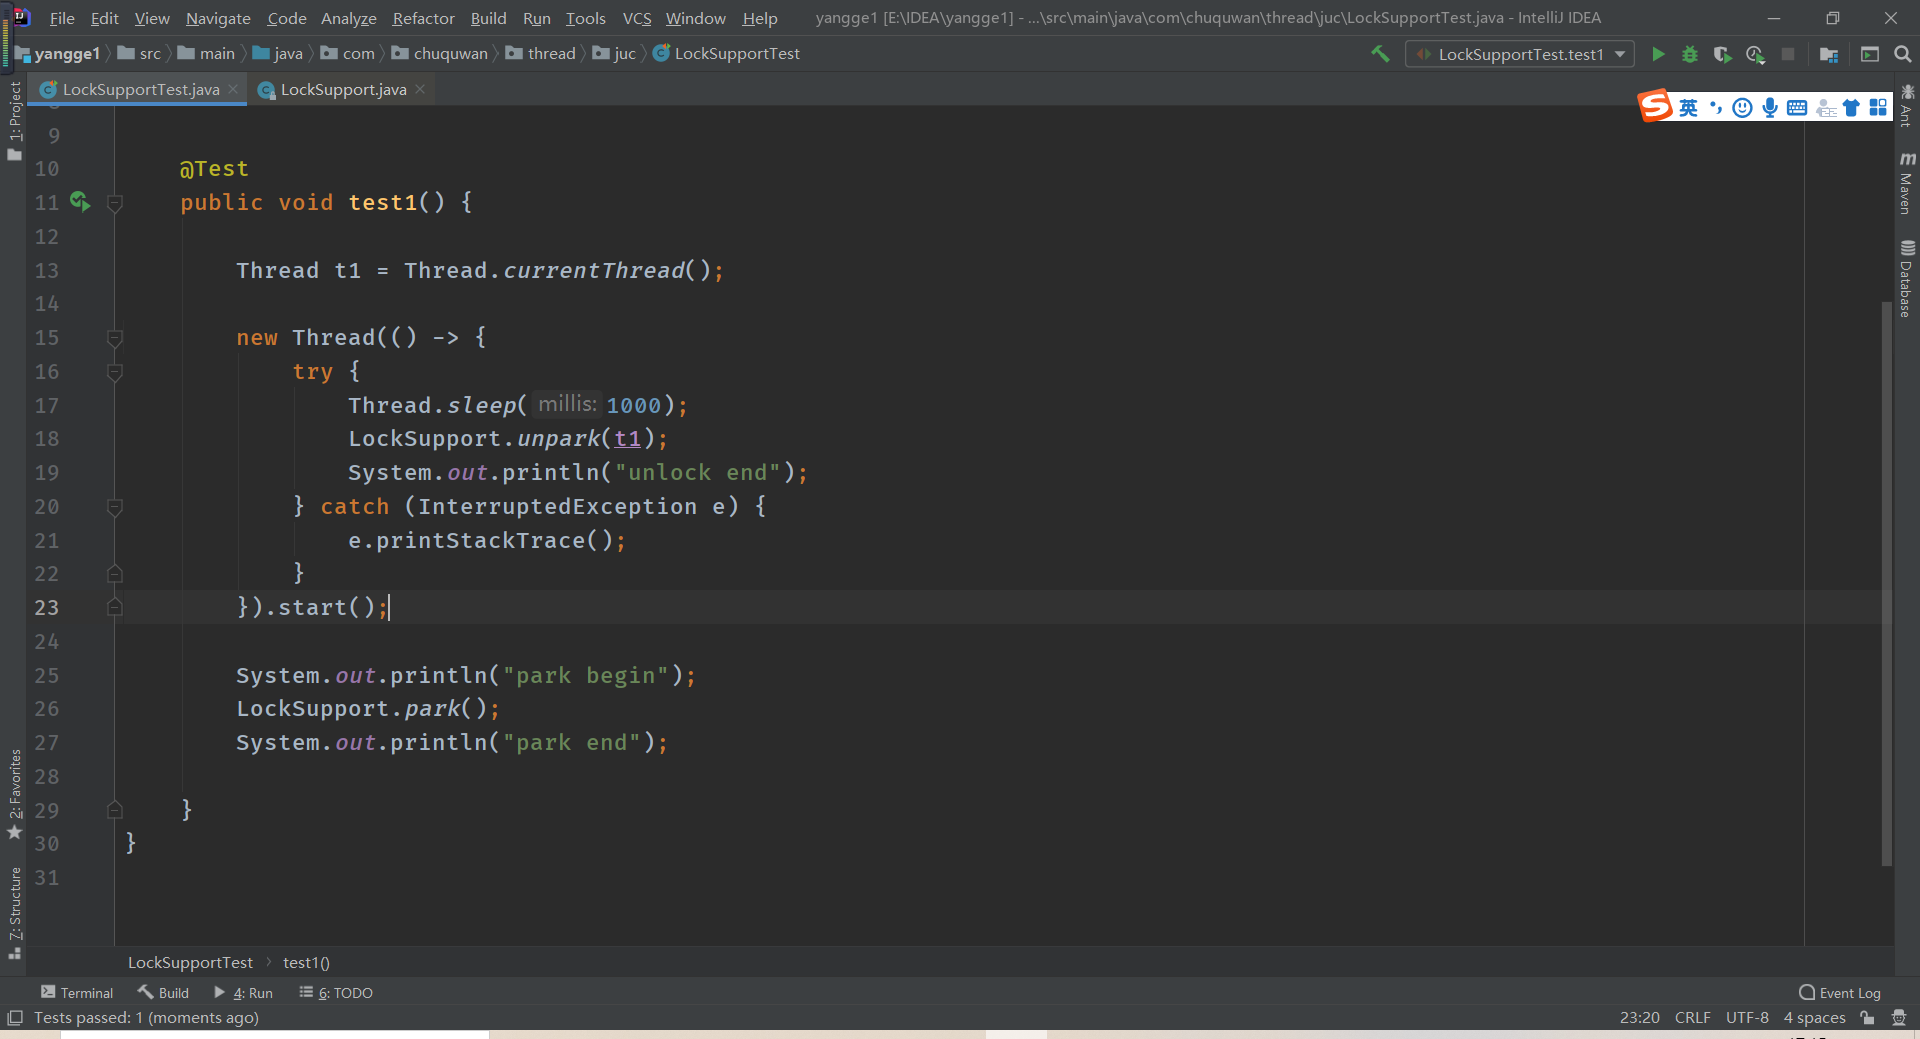 File Edit View Navigate Code Analyze Refactor Build Run Tools VCS Window Help yangge1 [E:\IDEA\yangge1] - ...\src\main\java\com\chuquwan\thread\juc\LockSupportTest.java - IntelliJ IDEA
yangge1 src main java com chuquwan thread juc LockSupportTest LockSupportTest.test1
LockSupportTest.java LockSupport.java
英
1: Project
Ant
Maven
Database
9
10 @Test
11 public void test1() {
12
13 Thread t1 = Thread.currentThread();
14
15 new Thread(() -> {
16 try {
17 Thread.sleep( millis: 1000);
18 LockSupport.unpark(t1);
19 System.out.println("unlock end");
20 } catch (InterruptedException e) {
21 e.printStackTrace();
22 }
23 }).start();
24
25 System.out.println("park begin");
26 LockSupport.park();
27 System.out.println("park end");
28
29 }
30 }
31
2: Favorites
7: Structure
LockSupportTest test1()
Terminal Build 4: Run 6: TODO Event Log
Tests passed: 1 (moments ago) 23:20 CRLF UTF-8 4 spaces